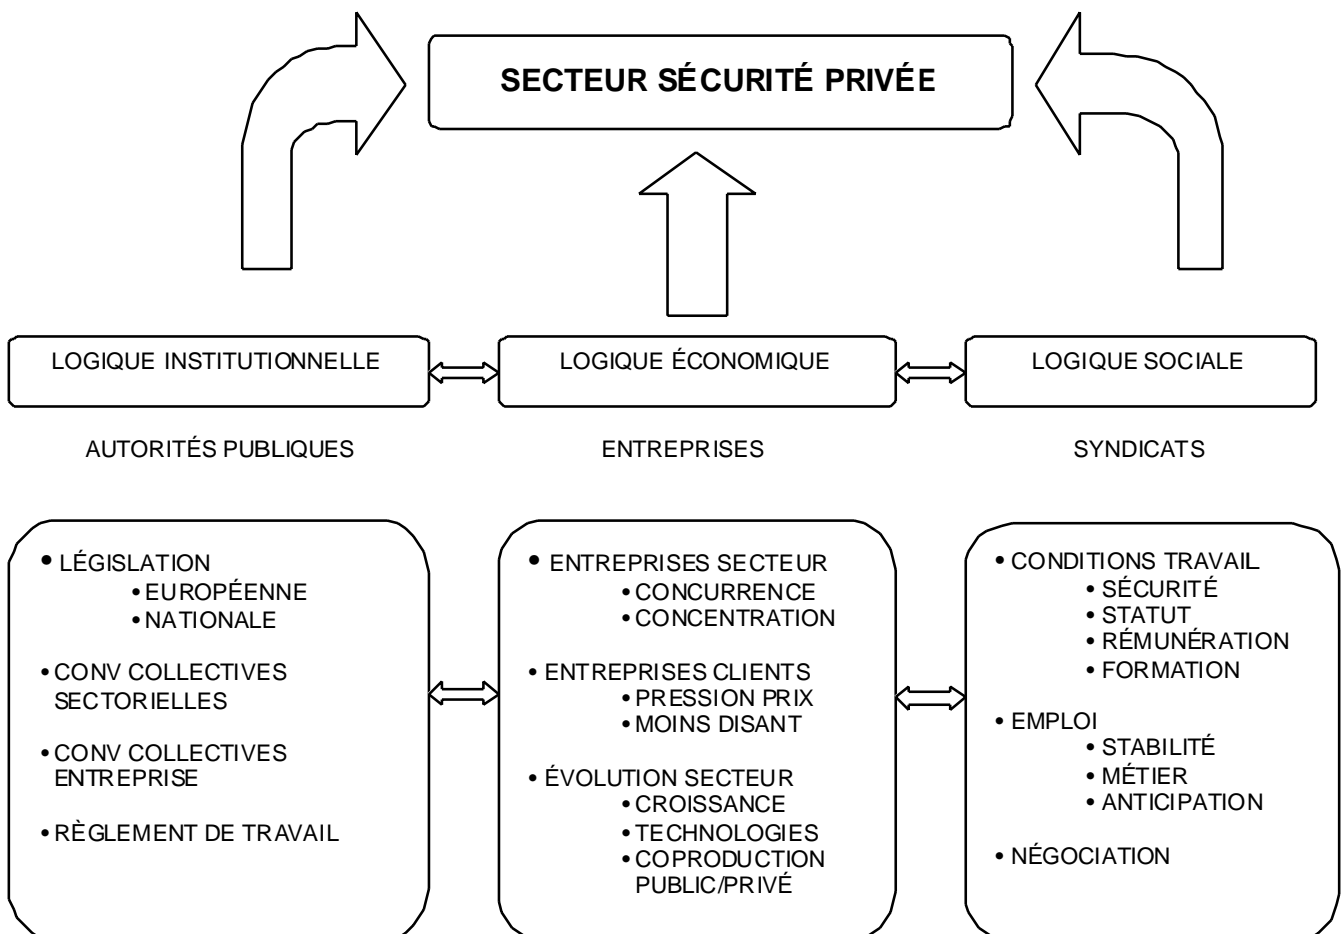 SECTEUR SÉCURITÉ PRIVÉE
LOGIQUE INSTITUTIONNELLE
LOGIQUE ÉCONOMIQUE
LOGIQUE SOCIALE
AUTORITÉS PUBLIQUES
ENTREPRISES
SYNDICATS
• LÉGISLATION
• EUROPÉENNE
• NATIONALE
• CONV COLLECTIVES
SECTORIELLES
• CONV COLLECTIVES
ENTREPRISE
• RÈGLEMENT DE TRAVAIL
• ENTREPRISES SECTEUR
• CONCURRENCE
• CONCENTRATION
• ENTREPRISES CLIENTS
• PRESSION PRIX
• MOINS DISANT
• ÉVOLUTION SECTEUR
• CROISSANCE
• TECHNOLOGIES
• COPRODUCTION
PUBLIC/PRIVÉ
• CONDITIONS TRAVAIL
• SÉCURITÉ
• STATUT
• RÉMUNÉRATION
• FORMATION
• EMPLOI
• STABILITÉ
• MÉTIER
• ANTICIPATION
• NÉGOCIATION